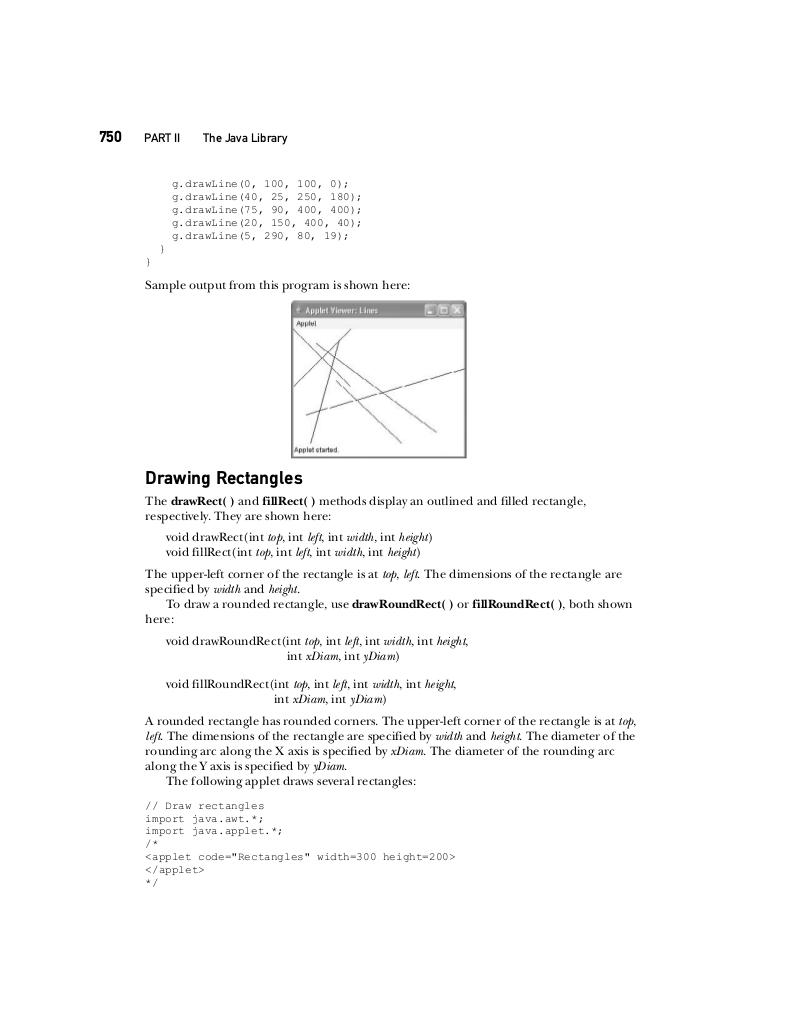 750 PART II The Java Library
g.drawLine(0, 100, 100, 0);
g.drawLine(40, 25, 250, 180);
g.drawLine(75, 90, 400, 400);
g.drawLine(20, 150, 400, 40);
g.drawLine(5, 290, 80, 19);
}
}
Sample output from this program is shown here:
Applet Viewer: Lines
Applet
Applet started.
Drawing Rectangles
The drawRect( ) and fillRect( ) methods display an outlined and filled rectangle,
respectively. They are shown here:
void drawRect(int top, int left, int width, int height)
void fillRect(int top, int left, int width, int height)
The upper-left corner of the rectangle is at top, left. The dimensions of the rectangle are
specified by width and height.
To draw a rounded rectangle, use drawRoundRect( ) or fillRoundRect( ), both shown
here:
void drawRoundRect(int top, int left, int width, int height,
int xDiam, int yDiam)
void fillRoundRect(int top, int left, int width, int height,
int xDiam, int yDiam)
A rounded rectangle has rounded corners. The upper-left corner of the rectangle is at top,
left. The dimensions of the rectangle are specified by width and height. The diameter of the
rounding arc along the X axis is specified by xDiam. The diameter of the rounding arc
along the Y axis is specified by yDiam.
The following applet draws several rectangles:
// Draw rectangles
import java.awt.*;
import java.applet.*;
/*
<applet code="Rectangles" width=300 height=200>
</applet>
*/